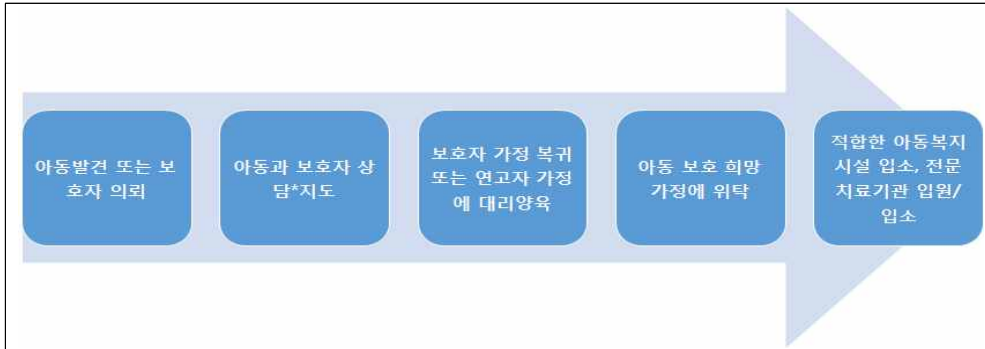 아동발견 또는 보
호자 의뢰
아동과 보호자 상
담*지도
보호자 가정 복귀
또는 연고자 가정
에 대리양육
아동 보호 희망
가정에 위탁
적합한 아동복지
시설 입소, 전문
치료기관 입원/
입소